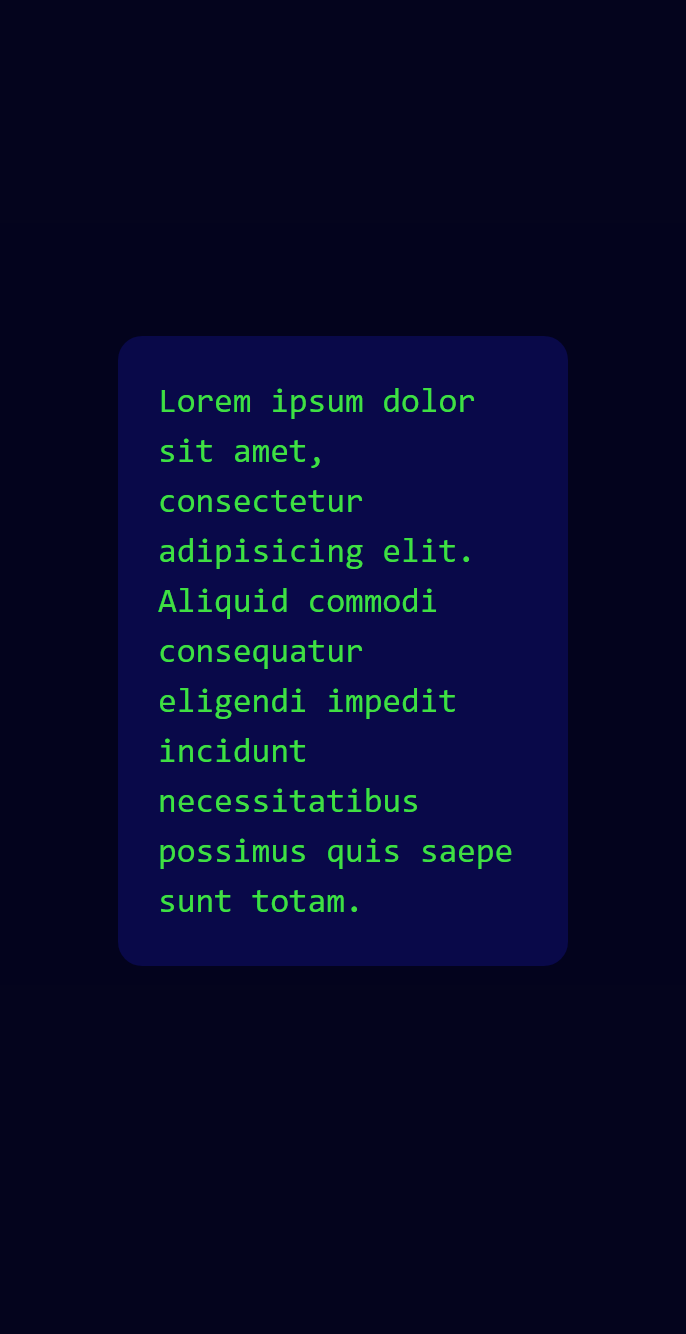 Lorem ipsum dolor
sit amet,
consectetur
adipisicing elit.
Aliquid commodi
consequatur
eligendi impedit
incidunt
necessitatibus
possimus quis saepe
sunt totam.